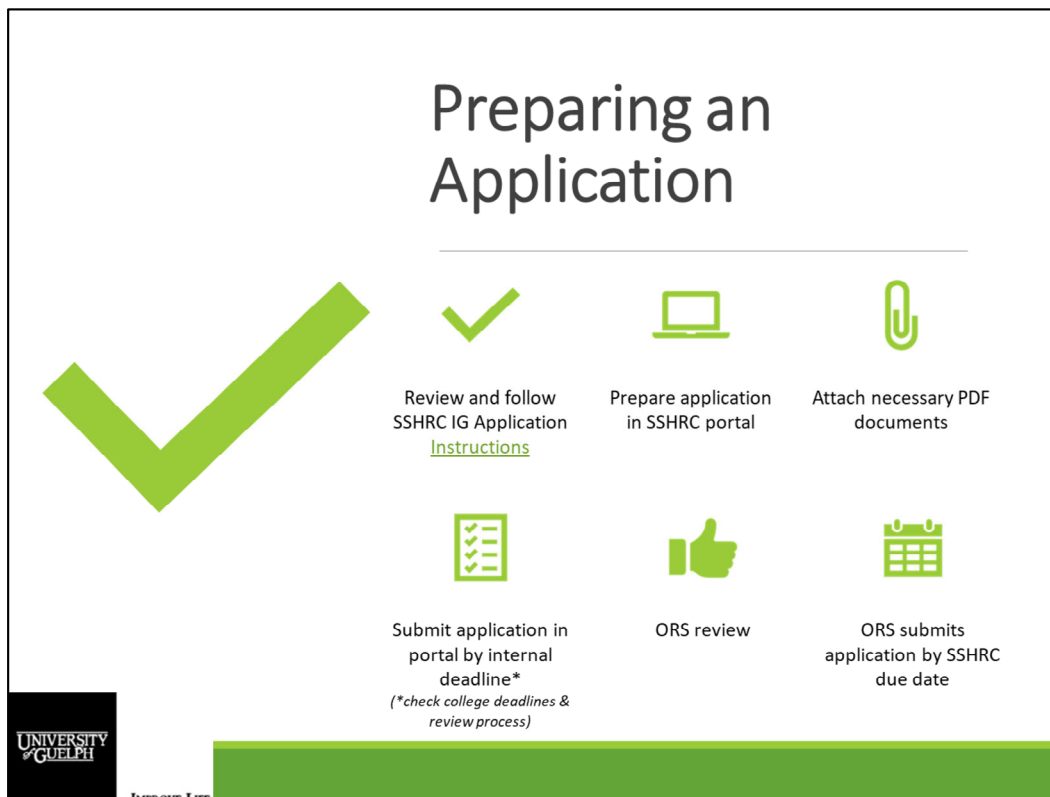 Preparing an
Application
Review and follow
SSHRC IG Application
Instructions
Prepare application
in SSHRC portal
Attach necessary PDF
documents
Submit application in
portal by internal
deadline*
(*check college deadlines &
review process)
ORS review
ORS submits
application by SSHRC
due date
UNIVERSITY
of GUELPH
IMPROVE LIFE